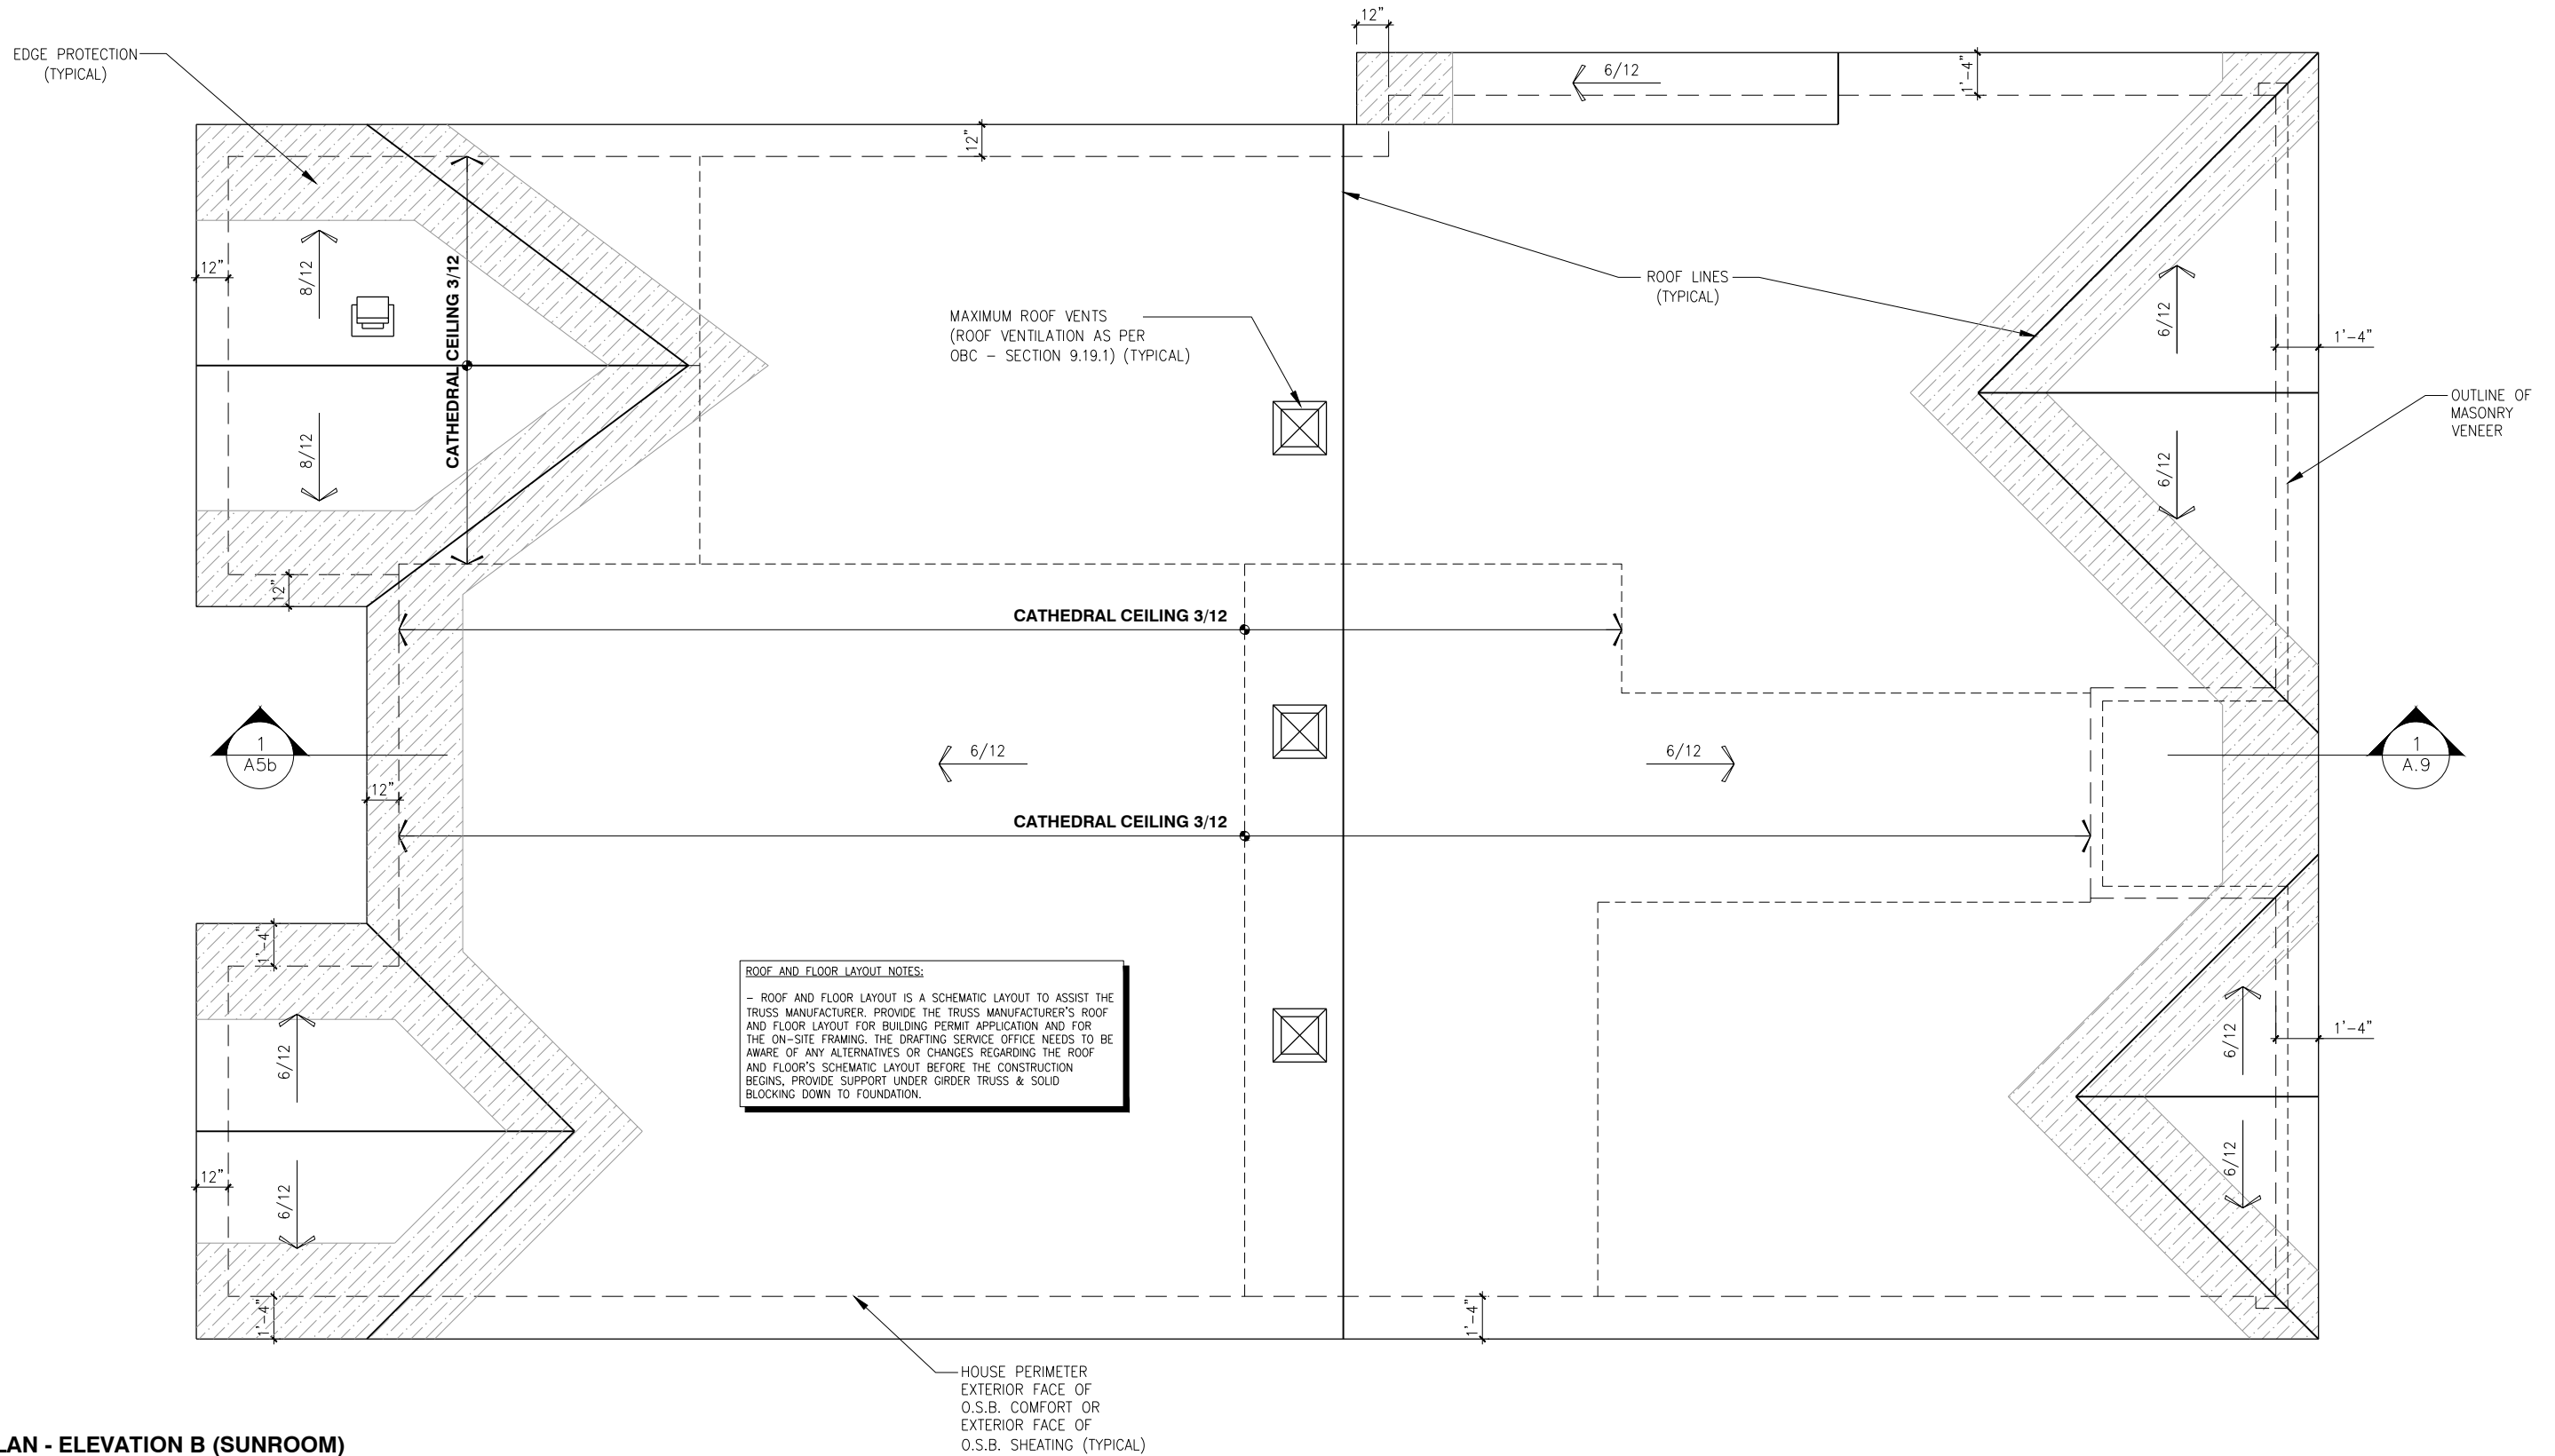 12"
EDGE PROTECTION
(TYPICAL)
6/12
1'-4"
12"
12"
8/12
CATHEDRAL CEILING 3/12
ROOF LINES
(TYPICAL)
6/12
MAXIMUM ROOF VENTS
(ROOF VENTILATION AS PER
OBC - SECTION 9.19.1) (TYPICAL)
1'-4"
OUTLINE OF
MASONRY
VENEER
8/12
6/12
12"
CATHEDRAL CEILING 3/12
1
A5b
6/12
6/12
1
A.9
12"
CATHEDRAL CEILING 3/12
1'-4"
ROOF AND FLOOR LAYOUT NOTES:
- ROOF AND FLOOR LAYOUT IS A SCHEMATIC LAYOUT TO ASSIST THE
TRUSS MANUFACTURER. PROVIDE THE TRUSS MANUFACTURER'S ROOF
AND FLOOR LAYOUT FOR BUILDING PERMIT APPLICATION AND FOR
THE ON-SITE FRAMING. THE DRAFTING SERVICE OFFICE NEEDS TO BE
AWARE OF ANY ALTERNATIVES OR CHANGES REGARDING THE ROOF
AND FLOOR'S SCHEMATIC LAYOUT BEFORE THE CONSTRUCTION
BEGINS, PROVIDE SUPPORT UNDER GIRDER TRUSS & SOLID
BLOCKING DOWN TO FOUNDATION.
6/12
6/12
1'-4"
12"
6/12
6/12
1'-4"
1'-4"
HOUSE PERIMETER
EXTERIOR FACE OF
O.S.B. COMFORT OR
EXTERIOR FACE OF
O.S.B. SHEATING (TYPICAL)
LAN - ELEVATION B (SUNROOM)